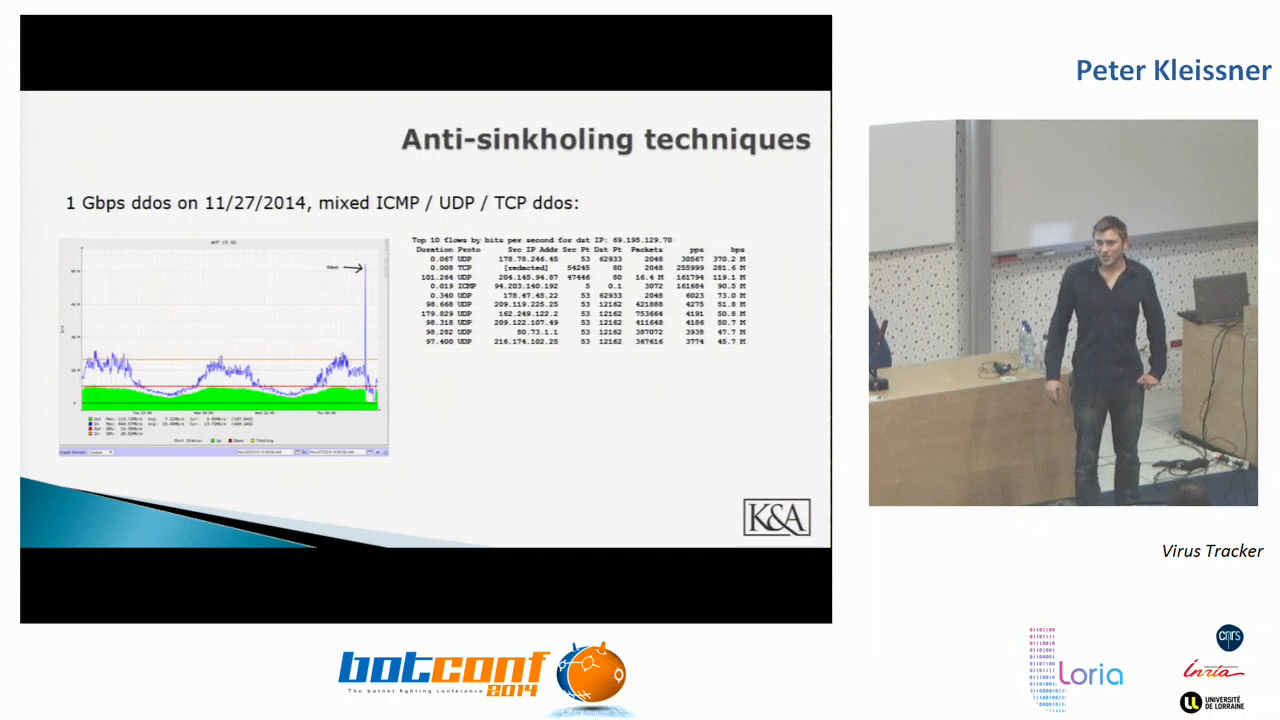 Peter Kleissner
Anti-sinkholing techniques
1 Gbps ddos on 11/27/2014, mixed ICMP / UDP / TCP ddos:
Top 10 flows by bits per second for dst IP: 69.195.129.70
Duration Proto Src IP Addr Src Pt Dst Pt Packets pps bps
0.067 UDP 178.78.246.45 53 62933 2048 30567 370.2 M
0.008 TCP [redacted] 54245 80 2048 255999 281.6 M
101.264 UDP 204.145.94.87 47446 80 16.4 M 161794 119.1 M
0.019 ICMP 94.203.140.192 5 0.1 3072 161684 90.5 M
0.340 UDP 178.47.45.22 53 62933 2048 6023 73.0 M
98.668 UDP 209.119.225.25 53 12162 421888 4275 51.8 M
179.829 UDP 162.249.122.2 53 12162 753664 4191 50.8 M
98.318 UDP 209.122.107.49 53 12162 411648 4186 50.7 M
98.282 UDP 80.73.1.1 53 12162 387072 3938 47.7 M
97.400 UDP 216.174.102.25 53 12162 367616 3774 45.7 M
K&A
Virus Tracker
botconf
The botnet fighting conference 2014
Loria
cnrs
inria
UNIVERSITÉ
DE LORRAINE